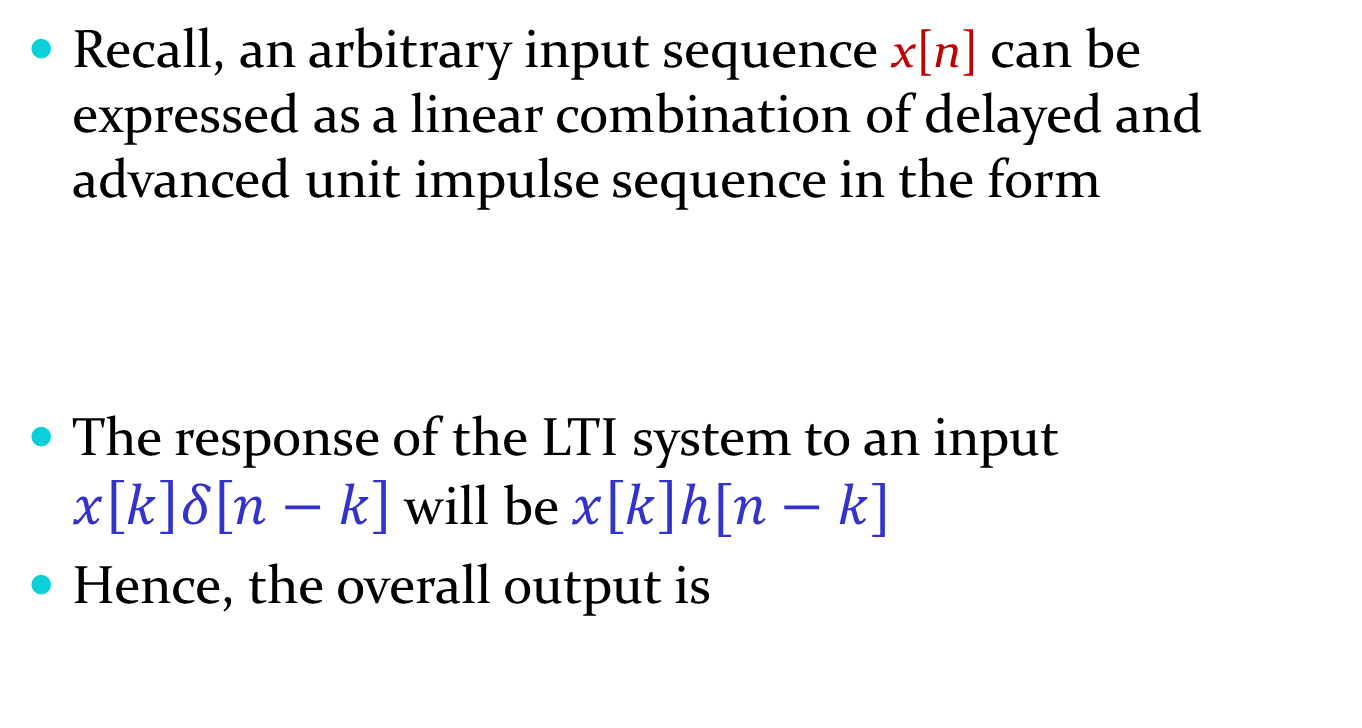 • Recall, an arbitrary input sequence x[n] can be
expressed as a linear combination of delayed and
advanced unit impulse sequence in the form
• The response of the LTI system to an input
x[k]δ[n − k] will be x[k]h[n − k]
• Hence, the overall output is